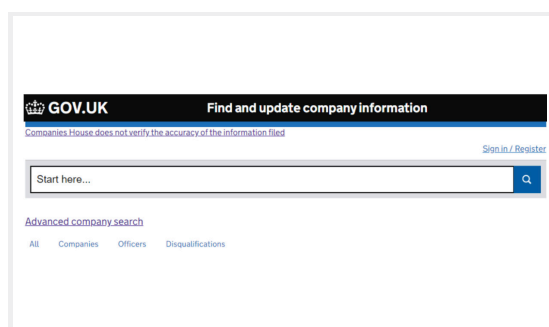 GOV.UK Find and update company information
Companies House does not verify the accuracy of the information filed
Sign in / Register
Start here...
Advanced company search
All Companies Officers Disqualifications